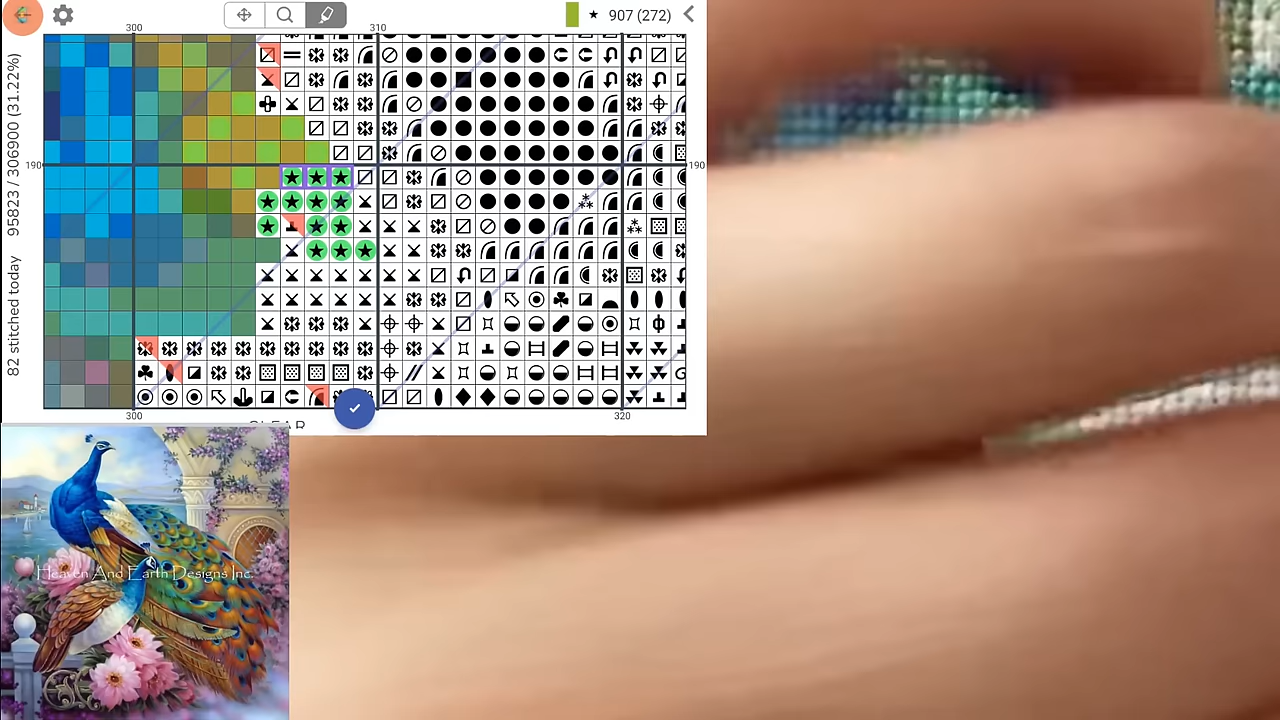 ★ 907 (272)
300
310
190
190
95823 / 306900 (31.22%)
82 stitched today
300
320
CLEAR
Heaven And Earth Designs Inc.